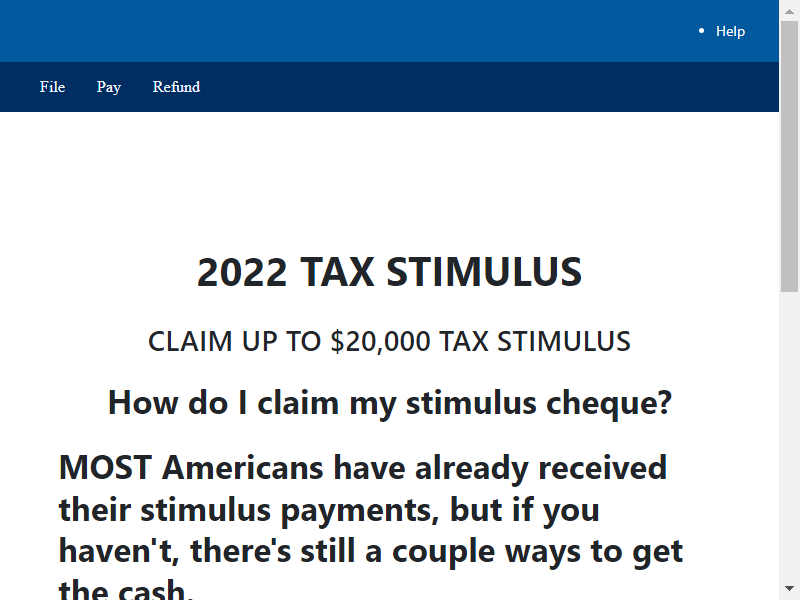 Help
File Pay Refund
2022 TAX STIMULUS
CLAIM UP TO $20,000 TAX STIMULUS
How do I claim my stimulus cheque?
MOST Americans have already received
their stimulus payments, but if you
haven't, there's still a couple ways to get
the cash.